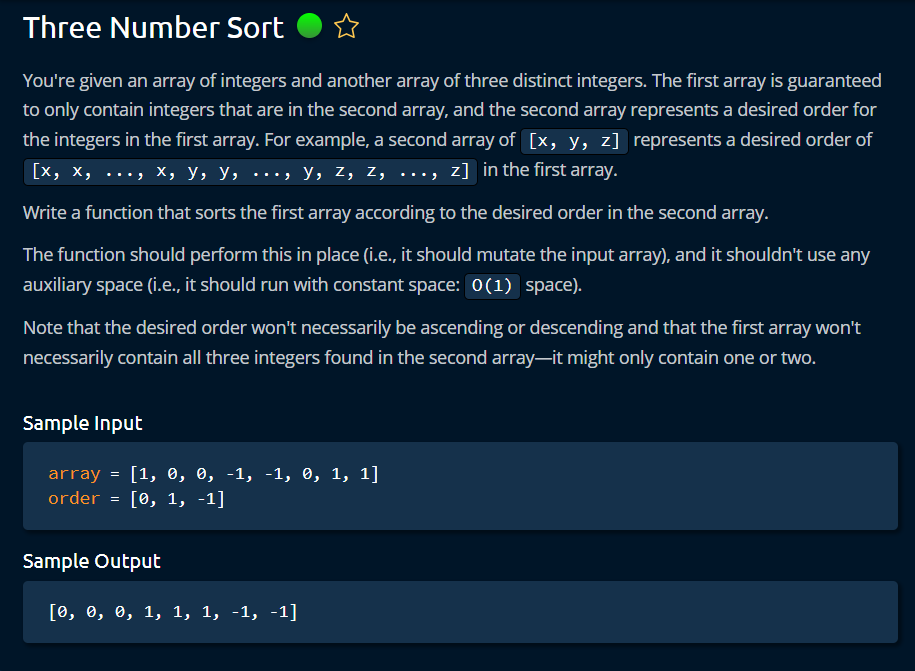 Three Number Sort
You're given an array of integers and another array of three distinct integers. The first array is guaranteed
to only contain integers that are in the second array, and the second array represents a desired order for
the integers in the first array. For example, a second array of [x, y, z] represents a desired order of
[x, x, ..., x, y, y, ..., y, z, z, ..., z] in the first array.
Write a function that sorts the first array according to the desired order in the second array.
The function should perform this in place (i.e., it should mutate the input array), and it shouldn't use any
auxiliary space (i.e., it should run with constant space: O(1) space).
Note that the desired order won't necessarily be ascending or descending and that the first array won't
necessarily contain all three integers found in the second array—it might only contain one or two.
Sample Input
array = [1, 0, 0, -1, -1, 0, 1, 1]
order = [0, 1, -1]
Sample Output
[0, 0, 0, 1, 1, 1, -1, -1]